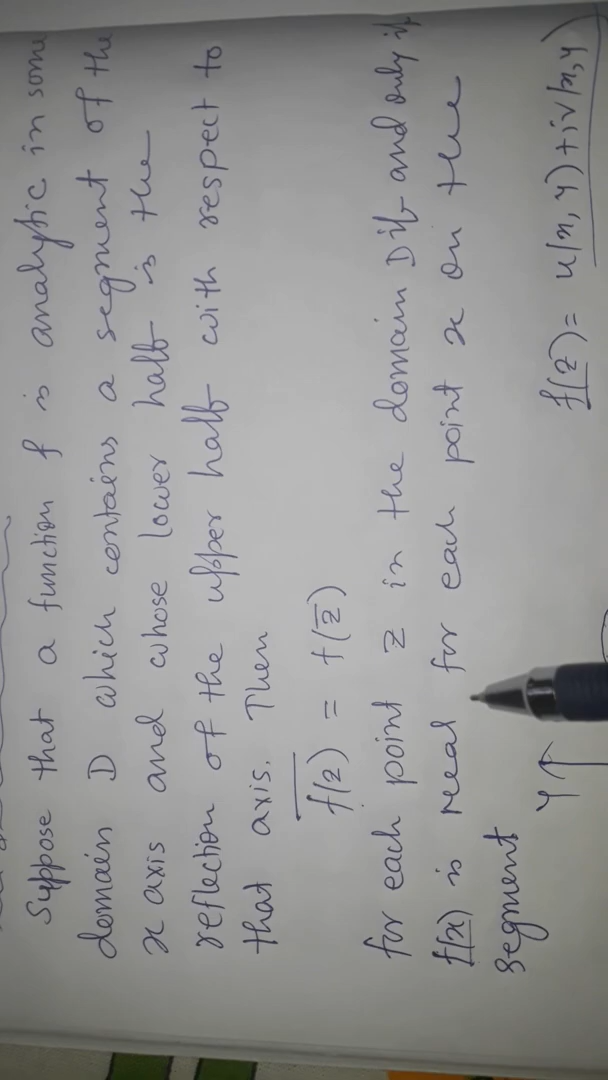 Suppose that a function f is analytic in some
domain D which contains a segment of the
x axis and whose lower half is the
reflection of the upper half with respect to
that axis. Then
\overline{f(z)} = f(\overline{z})
for each point z in the domain D if and only if
f(x) is real for each point x on the
segment
f(z) = u(x, y) + iv(x, y)
y ↑